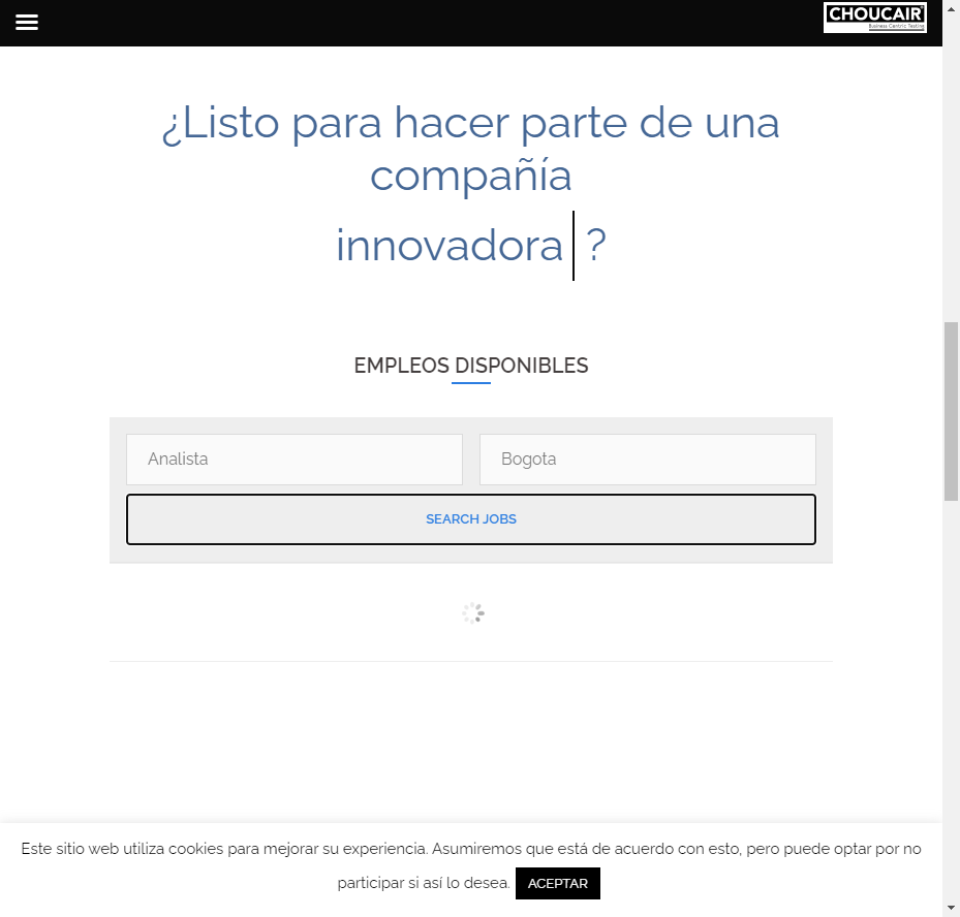 CHOUCAIR
Business Centric Testing
¿Listo para hacer parte de una
compañía
innovadora ?
EMPLEOS DISPONIBLES
Analista
Bogota
SEARCH JOBS
Este sitio web utiliza cookies para mejorar su experiencia. Asumiremos que está de acuerdo con esto, pero puede optar por no
participar si así lo desea. ACEPTAR